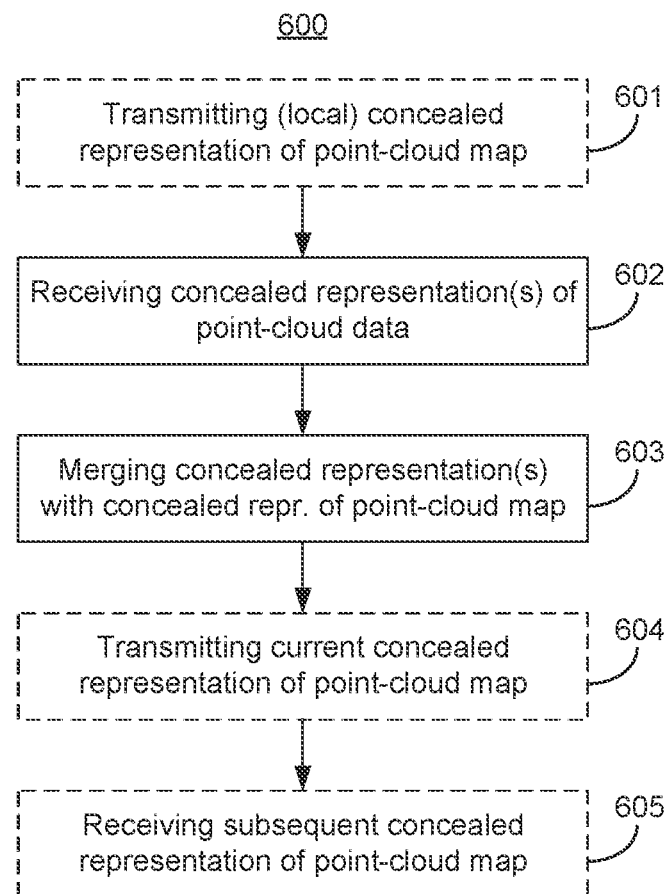 600
Transmitting (local) concealed
representation of point-cloud map
601
Receiving concealed representation(s) of
point-cloud data
602
Merging concealed representation(s)
with concealed repr. of point-cloud map
603
Transmitting current concealed
representation of point-cloud map
604
Receiving subsequent concealed
representation of point-cloud map
605